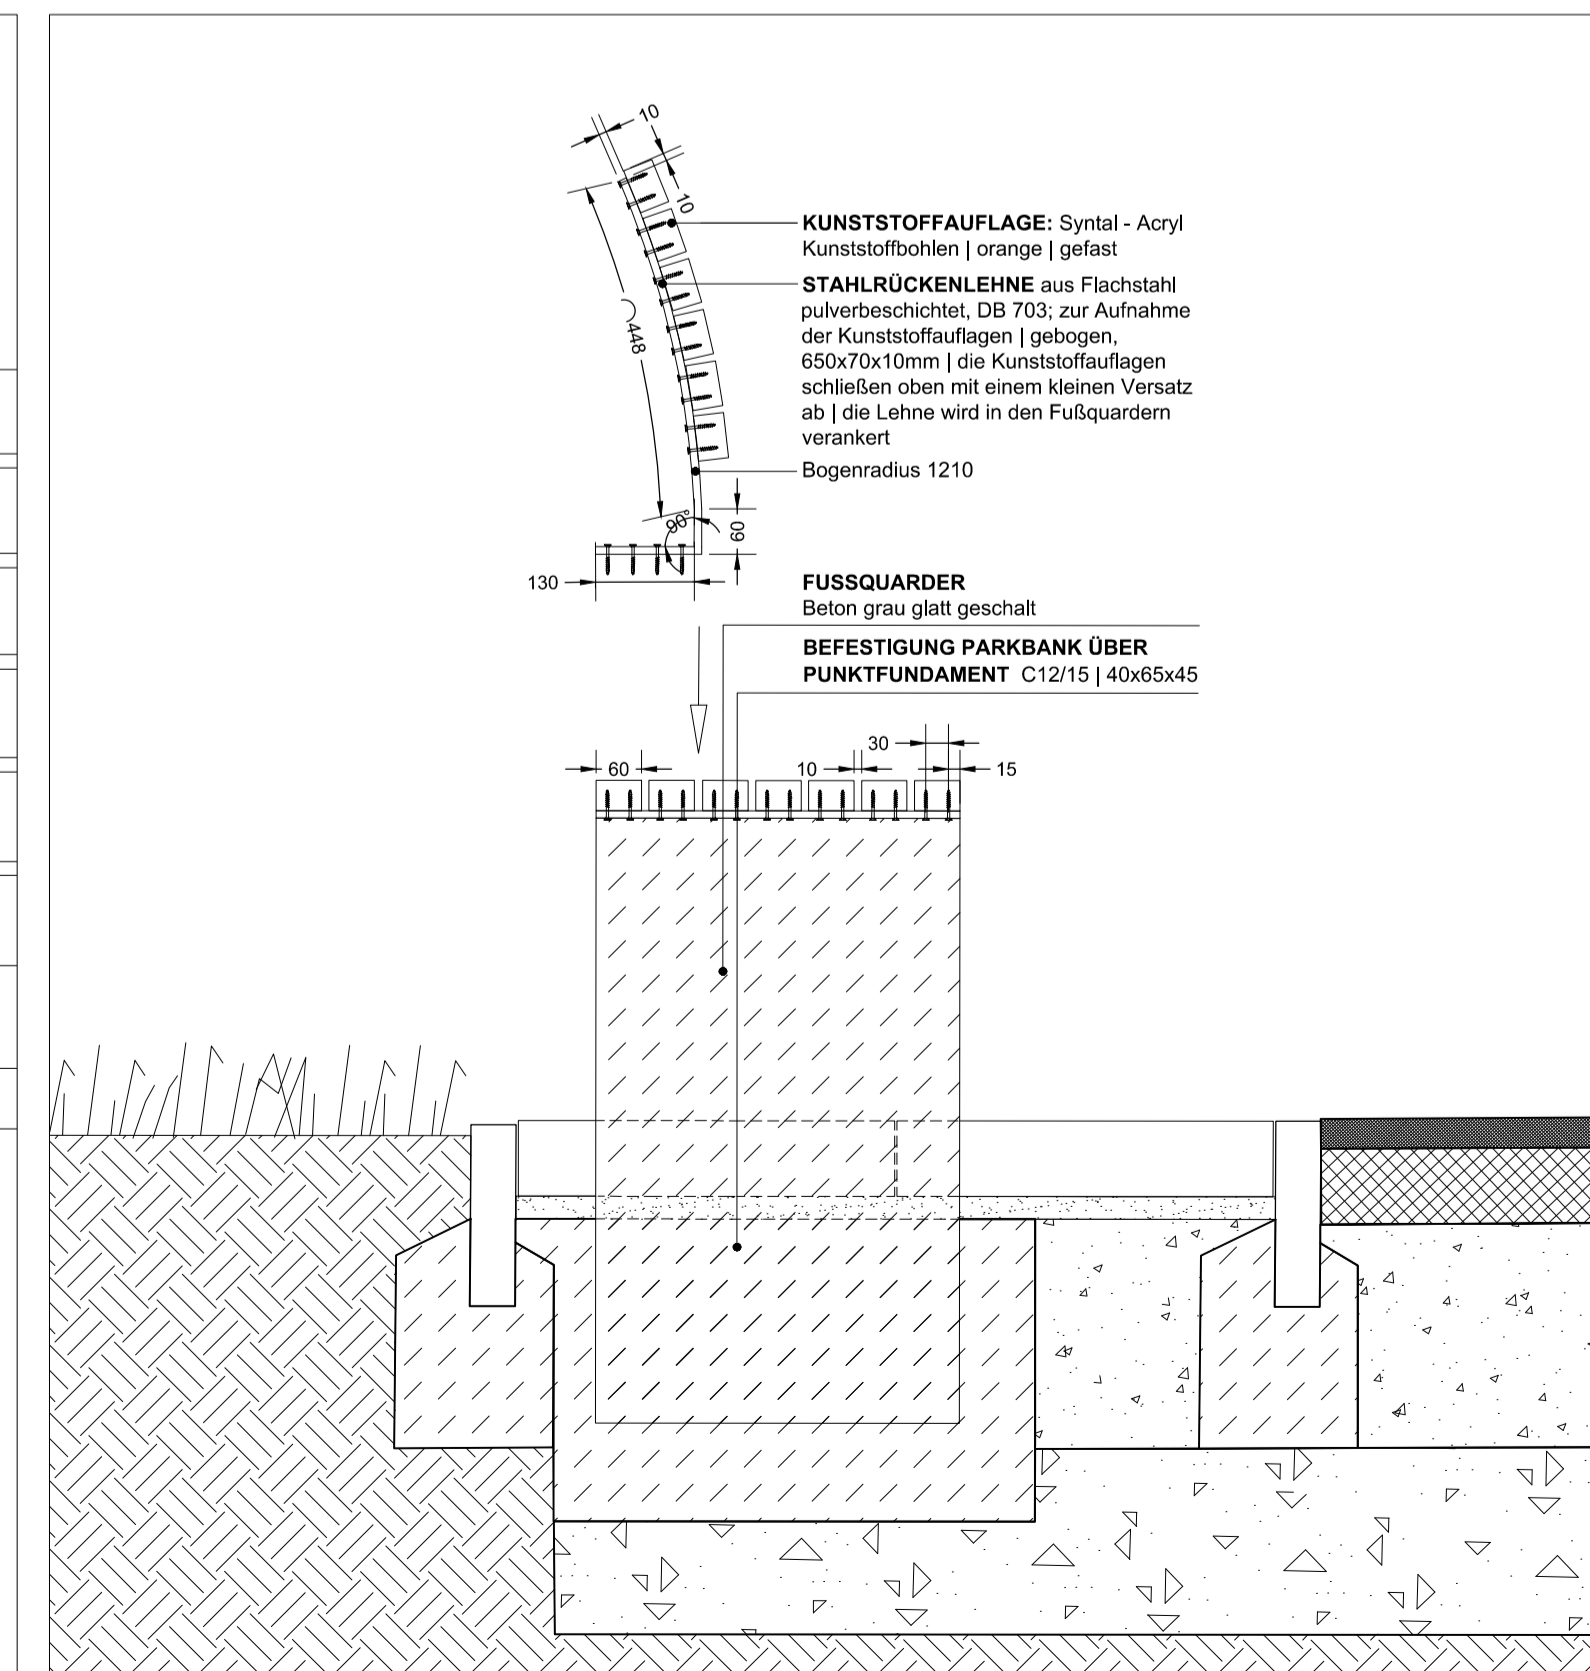 10
10
KUNSTSTOFFAUFLAGE: Syntal - Acryl
Kunststoffbohlen | orange | gefast
STAHLRÜCKENLEHNE aus Flachstahl
pulverbeschichtet, DB 703; zur Aufnahme
der Kunststoffauflagen | gebogen,
650x70x10mm | die Kunststoffauflagen
schließen oben mit einem kleinen Versatz
ab | die Lehne wird in den Fußquardern
verankert
448
Bogenradius 1210
90°
60
130
FUSSQUARDER
Beton grau glatt geschalt
BEFESTIGUNG PARKBANK ÜBER
PUNKTFUNDAMENT C12/15 | 40x65x45
30
60
10
15